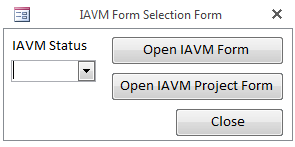 IAVM Form Selection Form
IAVM Status
Open IAVM Form
Open IAVM Project Form
Close